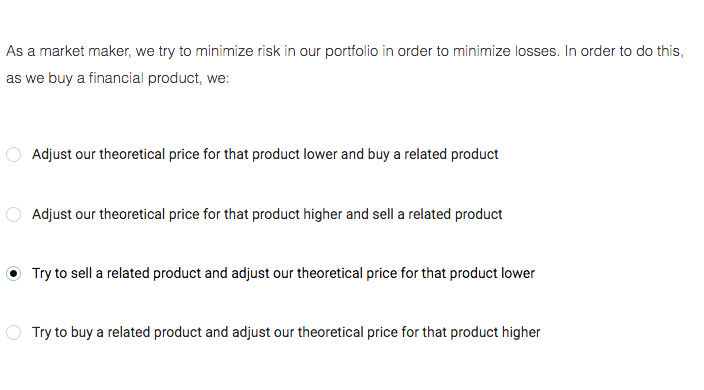 As a market maker, we try to minimize risk in our portfolio in order to minimize losses. In order to do this,
as we buy a financial product, we:
Adjust our theoretical price for that product lower and buy a related product
Adjust our theoretical price for that product higher and sell a related product
Try to sell a related product and adjust our theoretical price for that product lower
Try to buy a related product and adjust our theoretical price for that product higher